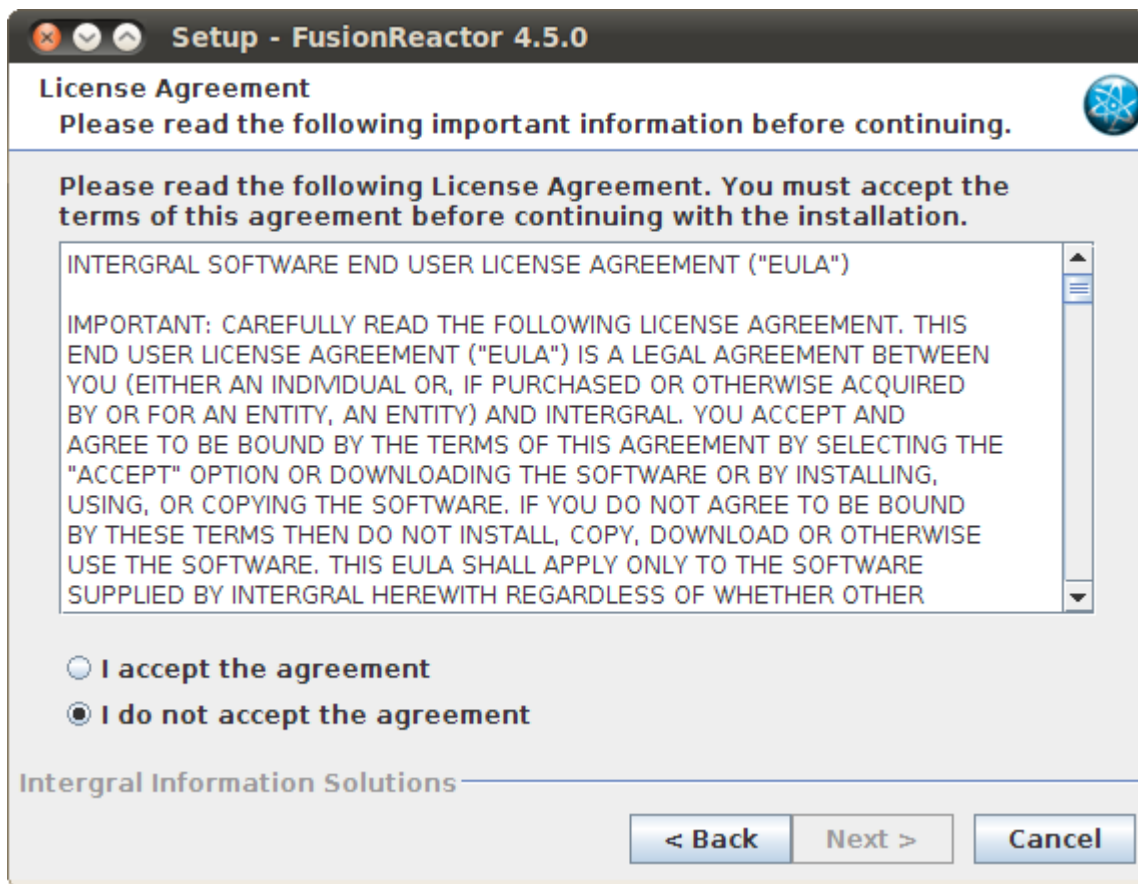 Setup - FusionReactor 4.5.0
License Agreement
Please read the following important information before continuing.
Please read the following License Agreement. You must accept the
terms of this agreement before continuing with the installation.
INTERGRAL SOFTWARE END USER LICENSE AGREEMENT ("EULA")
IMPORTANT: CAREFULLY READ THE FOLLOWING LICENSE AGREEMENT. THIS
END USER LICENSE AGREEMENT ("EULA") IS A LEGAL AGREEMENT BETWEEN
YOU (EITHER AN INDIVIDUAL OR, IF PURCHASED OR OTHERWISE ACQUIRED
BY OR FOR AN ENTITY, AN ENTITY) AND INTERGRAL. YOU ACCEPT AND
AGREE TO BE BOUND BY THE TERMS OF THIS AGREEMENT BY SELECTING THE
"ACCEPT" OPTION OR DOWNLOADING THE SOFTWARE OR BY INSTALLING,
USING, OR COPYING THE SOFTWARE. IF YOU DO NOT AGREE TO BE BOUND
BY THESE TERMS THEN DO NOT INSTALL, COPY, DOWNLOAD OR OTHERWISE
USE THE SOFTWARE. THIS EULA SHALL APPLY ONLY TO THE SOFTWARE
SUPPLIED BY INTERGRAL HEREWITH REGARDLESS OF WHETHER OTHER
I accept the agreement
I do not accept the agreement
Intergral Information Solutions
< Back Next > Cancel